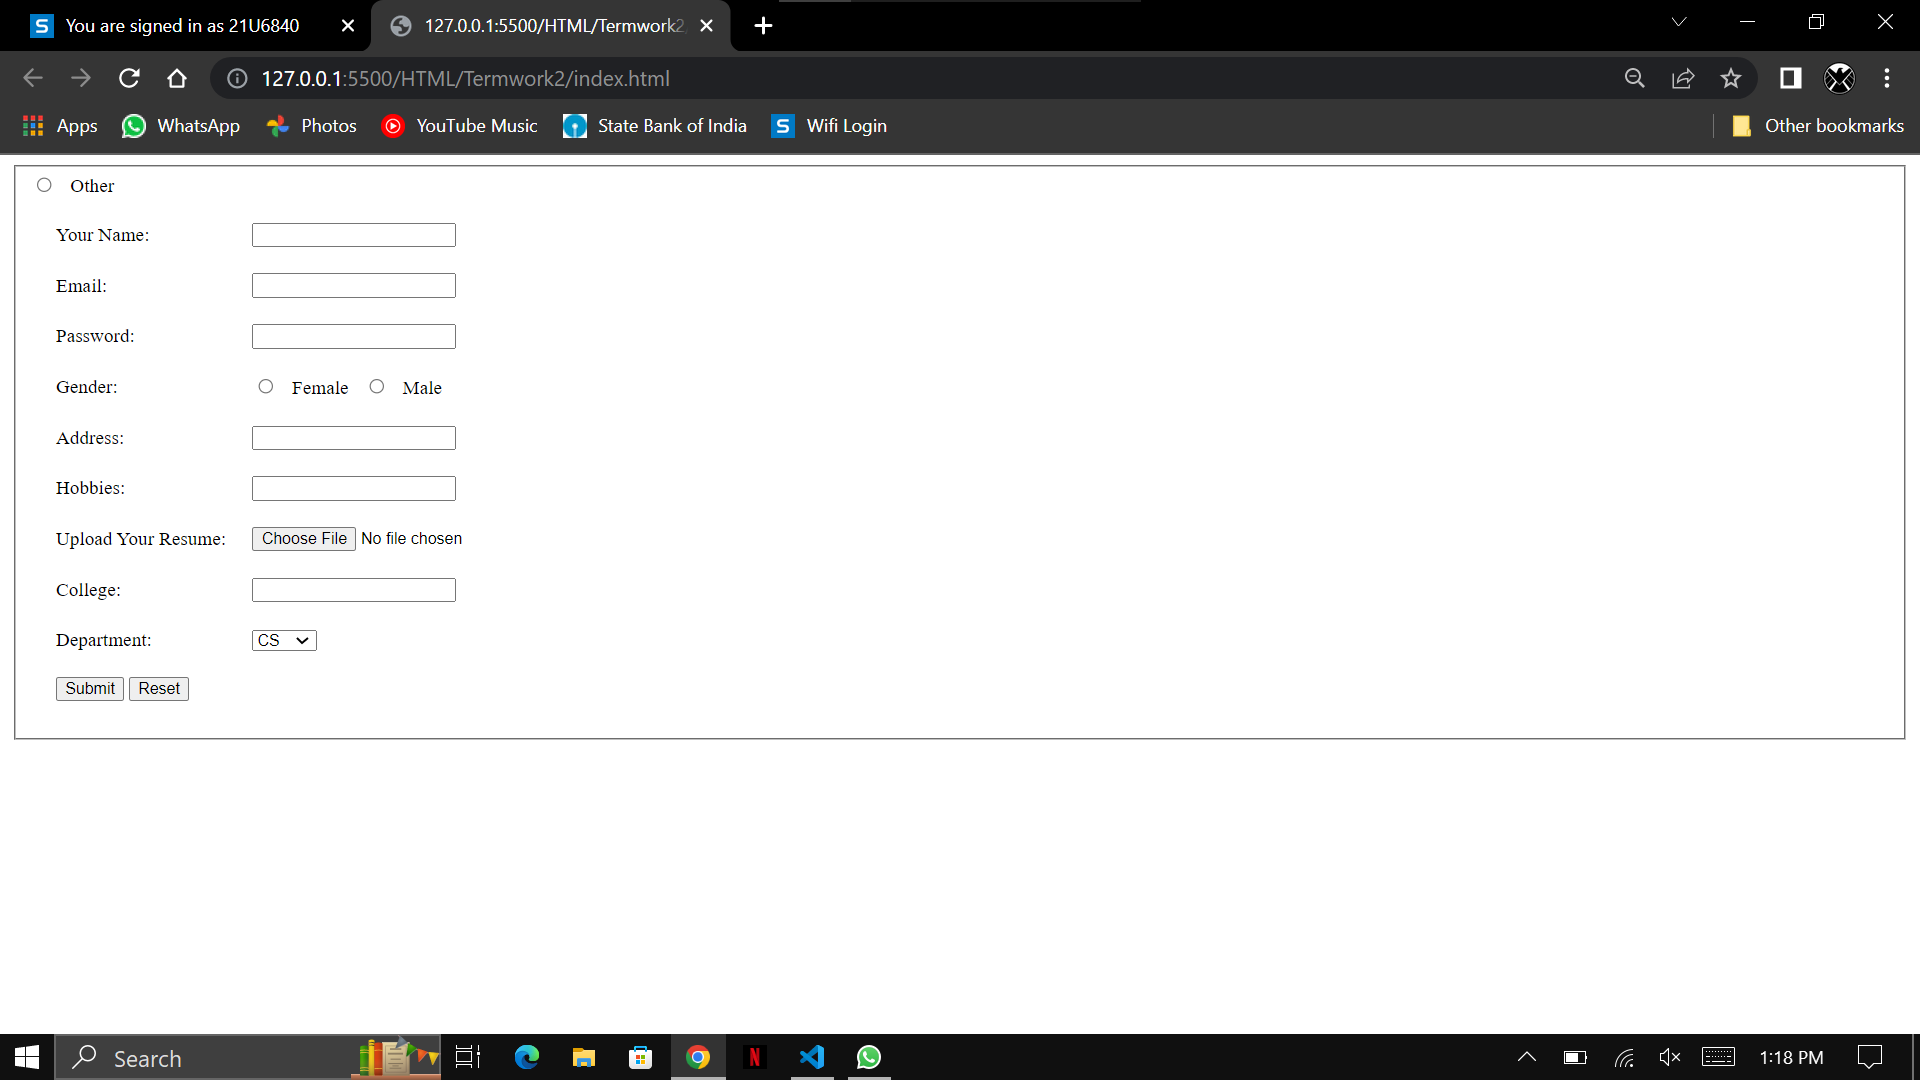 You are signed in as 21U6840
127.0.0.1:5500/HTML/Termwork2
127.0.0.1:5500/HTML/Termwork2/index.html
Apps WhatsApp Photos YouTube Music State Bank of India Wifi Login Other bookmarks
Other
Your Name:
Email:
Password:
Gender: Female Male
Address:
Hobbies:
Upload Your Resume: Choose File No file chosen
College:
Department: CS
Submit Reset
Search
1:18 PM